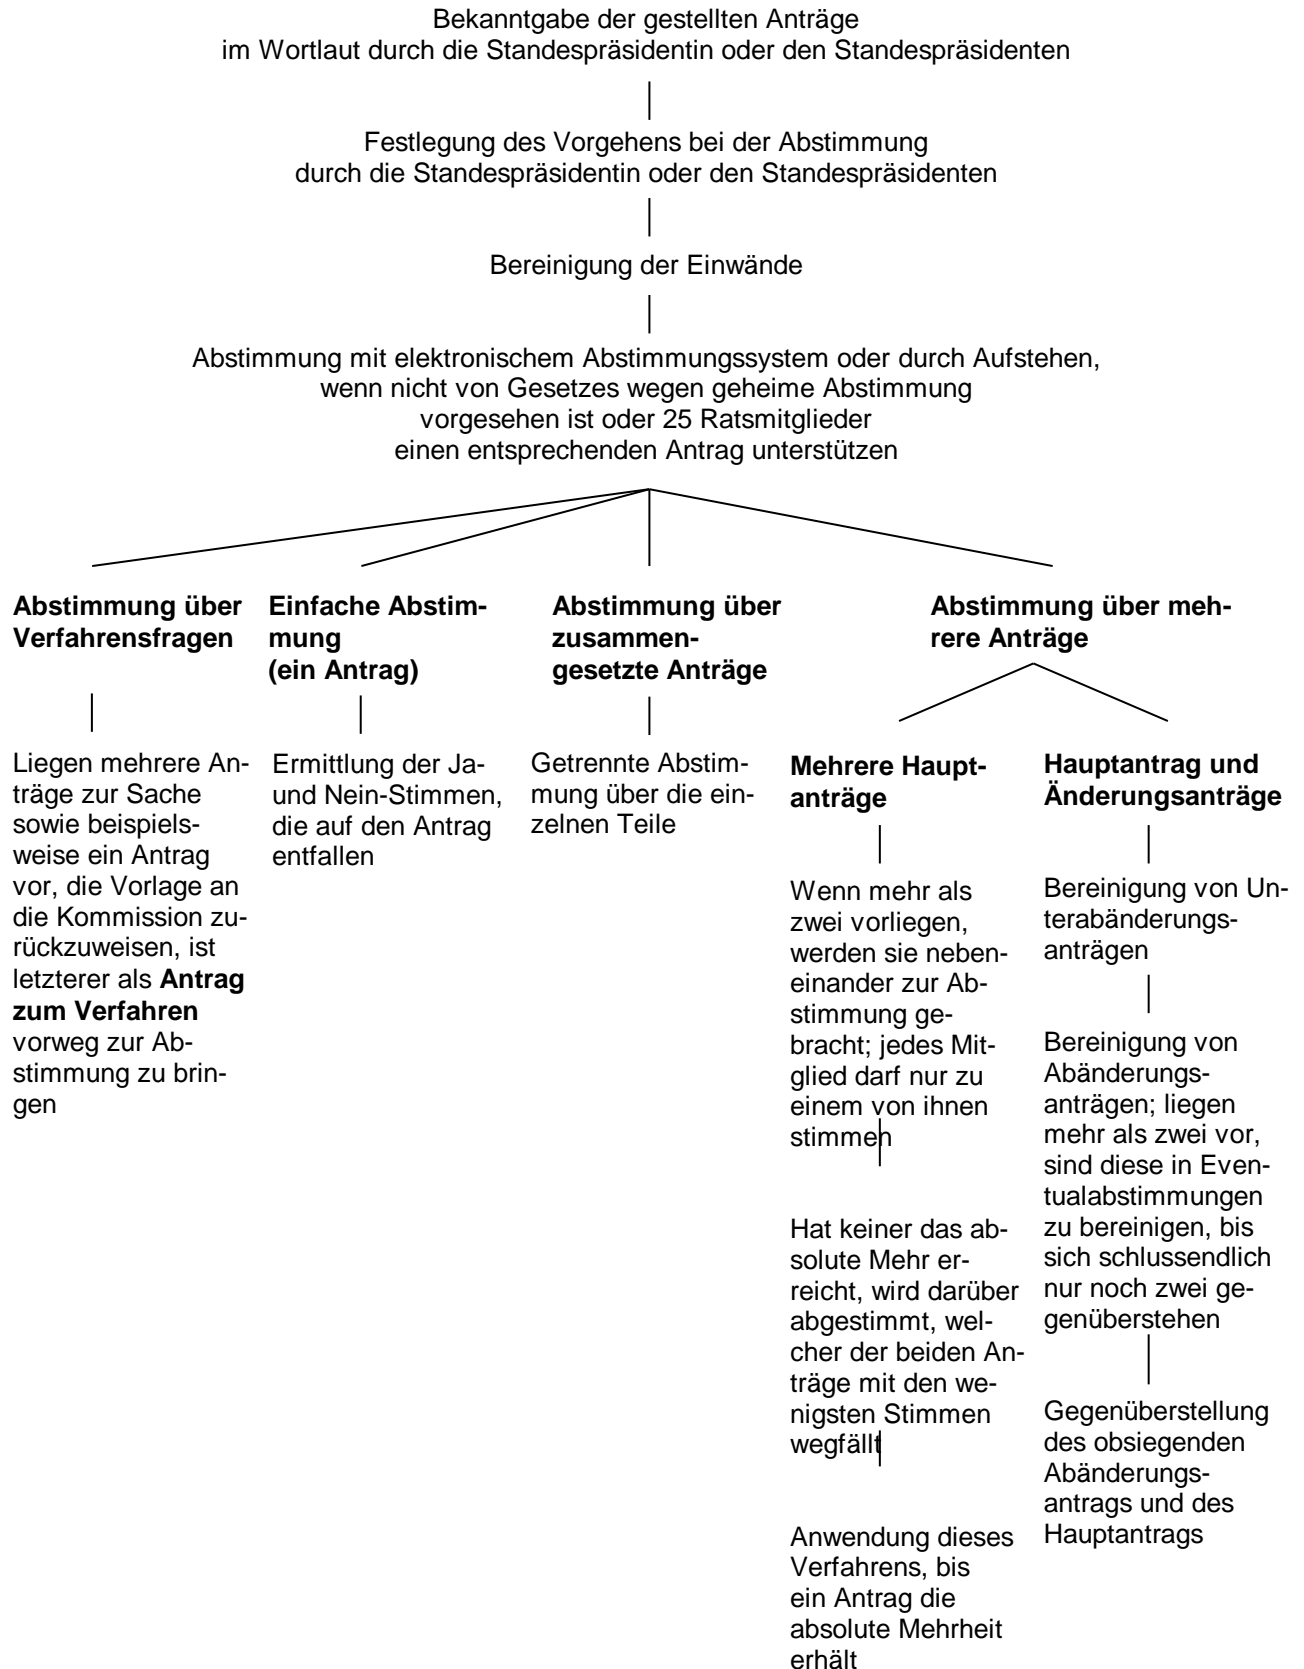 Bekanntgabe der gestellten Anträge
im Wortlaut durch die Standespräsidentin oder den Standespräsidenten
Festlegung des Vorgehens bei der Abstimmung
durch die Standespräsidentin oder den Standespräsidenten
Bereinigung der Einwände
Abstimmung mit elektronischem Abstimmungssystem oder durch Aufstehen,
wenn nicht von Gesetzes wegen geheime Abstimmung
vorgesehen ist oder 25 Ratsmitglieder
einen entsprechenden Antrag unterstützen
Abstimmung über
Verfahrensfragen
Liegen mehrere An-
träge zur Sache
sowie beispiels-
weise ein Antrag
vor, die Vorlage an
die Kommission zu-
rückzuweisen, ist
letzterer als Antrag
zum Verfahren
vorweg zur Ab-
stimmung zu brin-
gen
Einfache Abstim-
mung
(ein Antrag)
Ermittlung der Ja-
und Nein-Stimmen,
die auf den Antrag
entfallen
Abstimmung über
zusammen-
gesetzte Anträge
Getrennte Abstim-
mung über die ein-
zelnen Teile
Abstimmung über meh-
rere Anträge
Mehrere Haupt-
anträge
Wenn mehr als
zwei vorliegen,
werden sie neben-
einander zur Ab-
stimmung ge-
bracht; jedes Mit-
glied darf nur zu
einem von ihnen
stimmen
Hat keiner das ab-
solute Mehr er-
reicht, wird darüber
abgestimmt, wel-
cher der beiden An-
träge mit den we-
nigsten Stimmen
wegfällt
Anwendung dieses
Verfahrens, bis
ein Antrag die
absolute Mehrheit
erhält
Hauptantrag und
Änderungsanträge
Bereinigung von Un-
terabänderungs-
anträgen
Bereinigung von
Abänderungs-
anträgen; liegen
mehr als zwei vor,
sind diese in Even-
tualabstimmungen
zu bereinigen, bis
sich schlussendlich
nur noch zwei ge-
genüberstehen
Gegenüberstellung
des obsiegenden
Abänderungs-
antrags und des
Hauptantrags